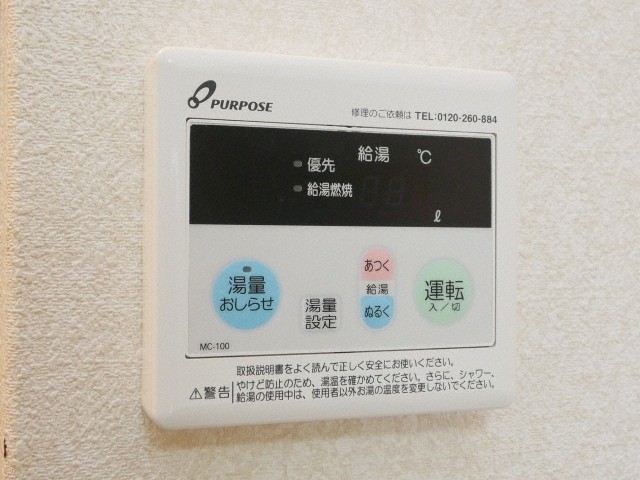 PURPOSE
修理のご依頼は TEL:0120-260-884
給湯 ℃
優先
給湯燃焼
ℓ
湯量
おしらせ
湯量
設定
あつく
給湯
ぬるく
運転
入／切
MC-100
取扱説明書をよく読んで正しく安全にお使いください。
⚠警告
やけど防止のため、湯温を確かめてください。さらに、シャワー、
給湯の使用中は、使用者以外お湯の温度を変更しないでください。